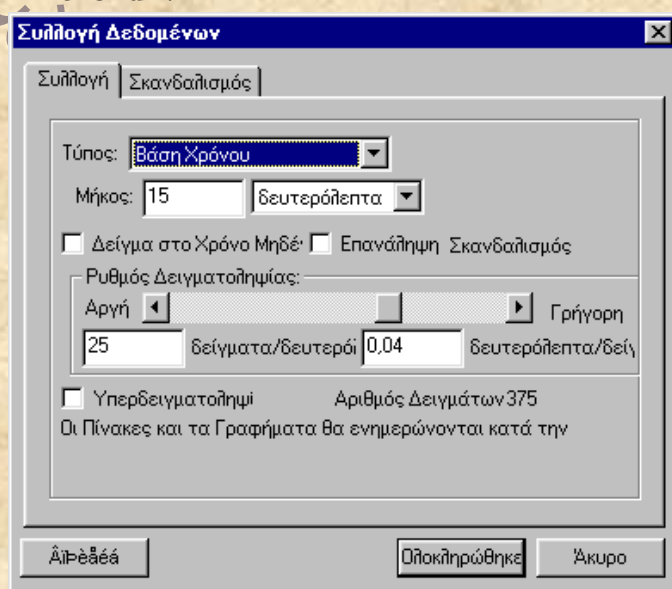 Συλλογή Δεδομένων
Συλλογή Σκανδαλισμός
Τύπος: Βάση Χρόνου
Μήκος: 15 δευτερόλεπτα
Δείγμα στο Χρόνο Μηδέ Επανάληψη Σκανδαλισμός
Ρυθμός Δειγματοληψίας:
Αργή Γρήγορη
25 δείγματα/δευτερόλ 0,04 δευτερόλεπτα/δείγ
Υπερδειγματοληψί Αριθμός Δειγμάτων 375
Οι Πίνακες και τα Γραφήματα θα ενημερώνονται κατά την
Âïþèåéá Ολοκληρώθηκε Άκυρο